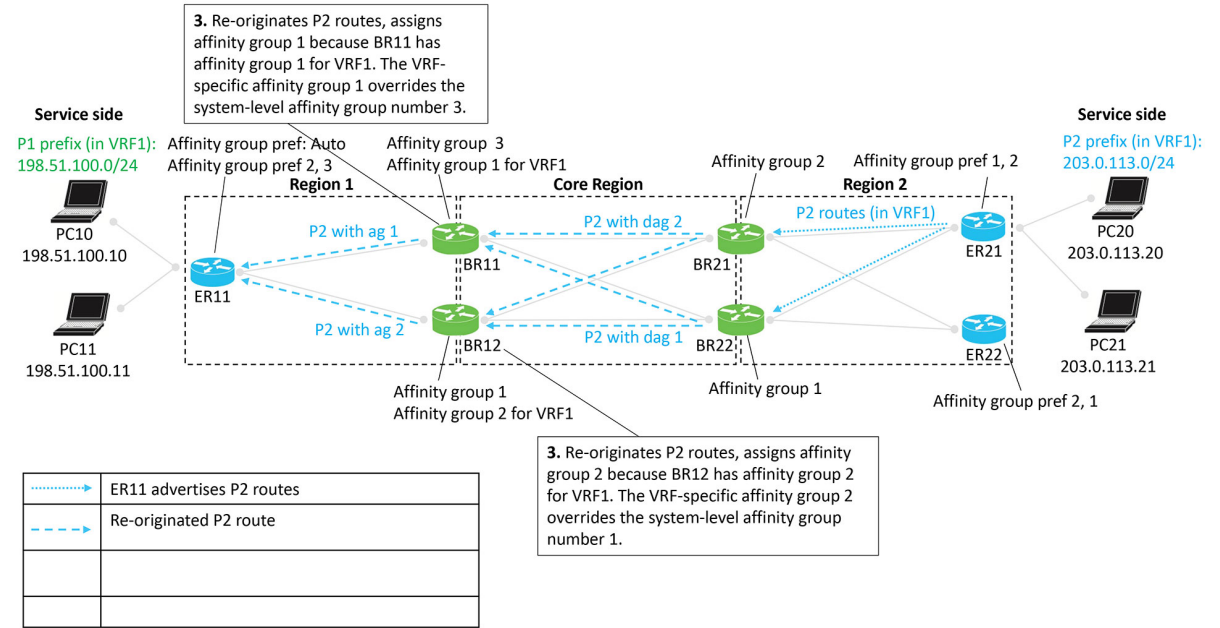 3. Re-originates P2 routes, assigns
affinity group 1 because BR11 has
affinity group 1 for VRF1. The VRF-
specific affinity group 1 overrides the
system-level affinity group number 3.
Service side
P1 prefix (in VRF1):
198.51.100.0/24
PC10
198.51.100.10
PC11
198.51.100.11
Affinity group pref: Auto
Affinity group pref 2, 3
Affinity group 3
Affinity group 1 for VRF1
Affinity group 2
Affinity group pref 1, 2
Service side
P2 prefix (in VRF1):
203.0.113.0/24
Region 1
Core Region
Region 2
P2 with ag 1
P2 with dag 2
P2 routes (in VRF1)
BR11
BR21
ER21
PC20
203.0.113.20
ER11
P2 with ag 2
P2 with dag 1
BR12
BR22
ER22
PC21
203.0.113.21
Affinity group 1
Affinity group 2 for VRF1
Affinity group 1
Affinity group pref 2, 1
3. Re-originates P2 routes, assigns affinity
group 2 because BR12 has affinity group 2
for VRF1. The VRF-specific affinity group 2
overrides the system-level affinity group
number 1.
ER11 advertises P2 routes
Re-originated P2 route